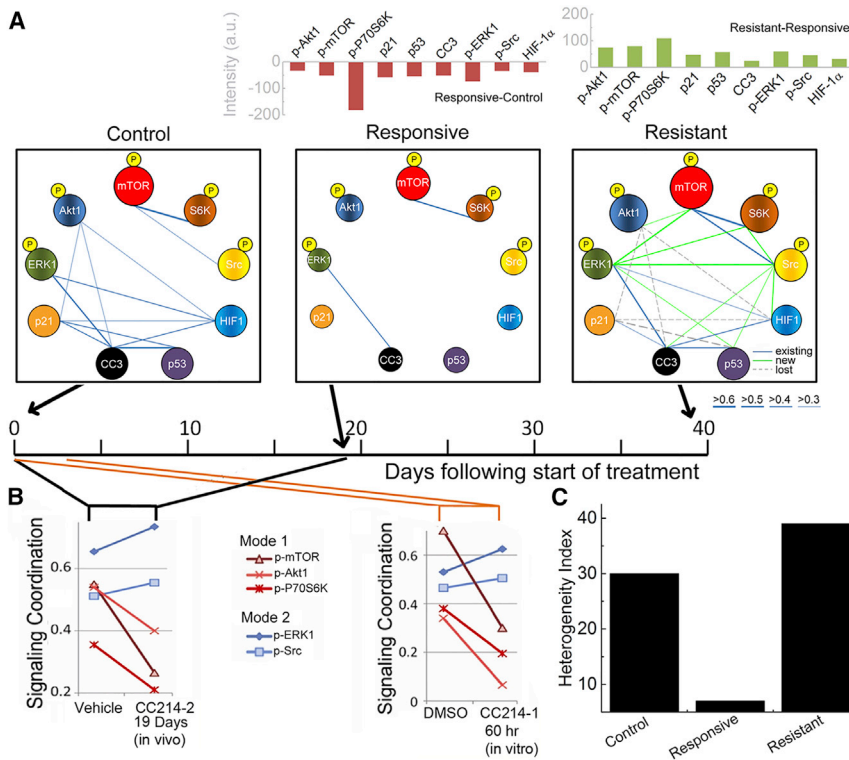 A
Intensity (a.u.)
p-Akt1
p-mTOR
p-P70S6K
p21
p53
CC3
p-ERK1
p-Src
HIF-1α
0
-100
-200
Responsive-Control
200
100
0
Resistant-Responsive
p-Akt1
p-mTOR
p-P70S6K
p21
p53
CC3
p-ERK1
p-Src
HIF-1α
Control
P
mTOR
P
Akt1
P
S6K
P
ERK1
P
Src
p21
HIF1
CC3
p53
Responsive
P
mTOR
P
Akt1
P
S6K
P
ERK1
P
Src
p21
HIF1
CC3
p53
Resistant
P
mTOR
P
Akt1
P
S6K
P
ERK1
P
Src
p21
HIF1
CC3
p53
existing
new
lost
>0.6 >0.5 >0.4 >0.3
0 10 20 30 40
Days following start of treatment
B
Signaling Coordination
0.6
0.4
0.2
Vehicle
CC214-2
19 Days
(in vivo)
Mode 1
p-mTOR
p-Akt1
p-P70S6K
Mode 2
p-ERK1
p-Src
Signaling Coordination
0.6
0.4
0.2
0
DMSO
CC214-1
60 hr
(in vitro)
C
Heterogeneity Index
40
30
20
10
Control
Responsive
Resistant